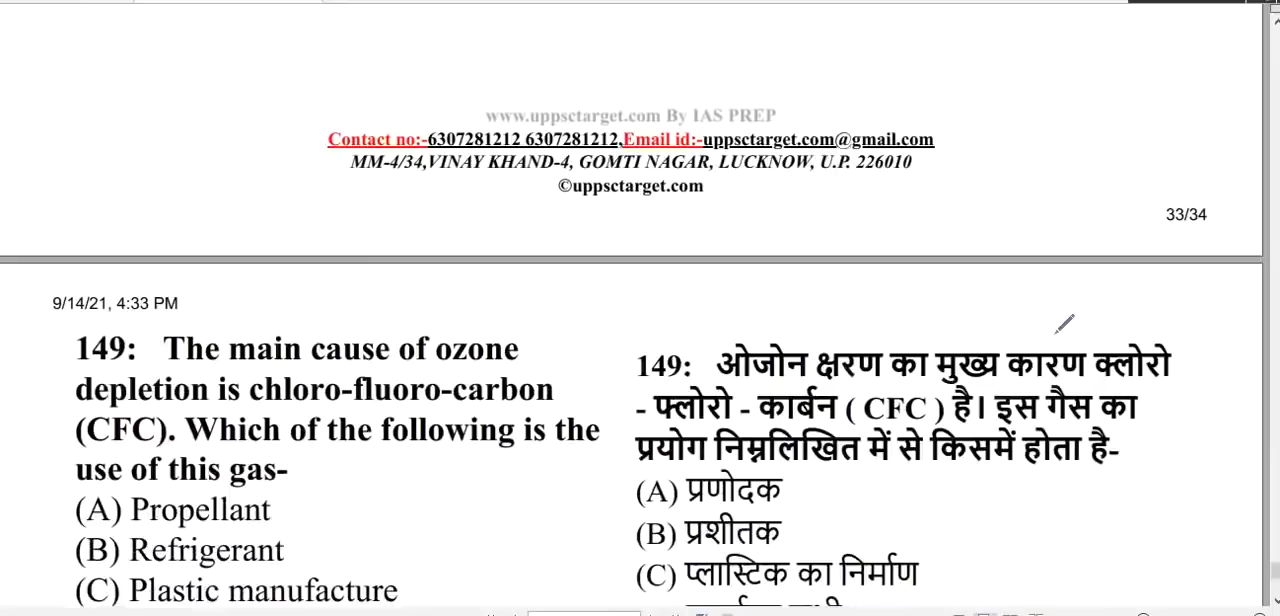 www.uppsctarget.com By IAS PREP
Contact no:-6307281212 6307281212,Email id:-uppsctarget.com@gmail.com
MM-4/34,VINAY KHAND-4, GOMTI NAGAR, LUCKNOW, U.P. 226010
©uppsctarget.com
33/34
9/14/21, 4:33 PM
149: The main cause of ozone
depletion is chloro-fluoro-carbon
(CFC). Which of the following is the
use of this gas-
(A) Propellant
(B) Refrigerant
(C) Plastic manufacture
149: ओजोन क्षरण का मुख्य कारण क्लोरो
- फ्लोरो - कार्बन ( CFC ) है। इस गैस का
प्रयोग निम्नलिखित में से किसमें होता है-
(A) प्रणोदक
(B) प्रशीतक
(C) प्लास्टिक का निर्माण